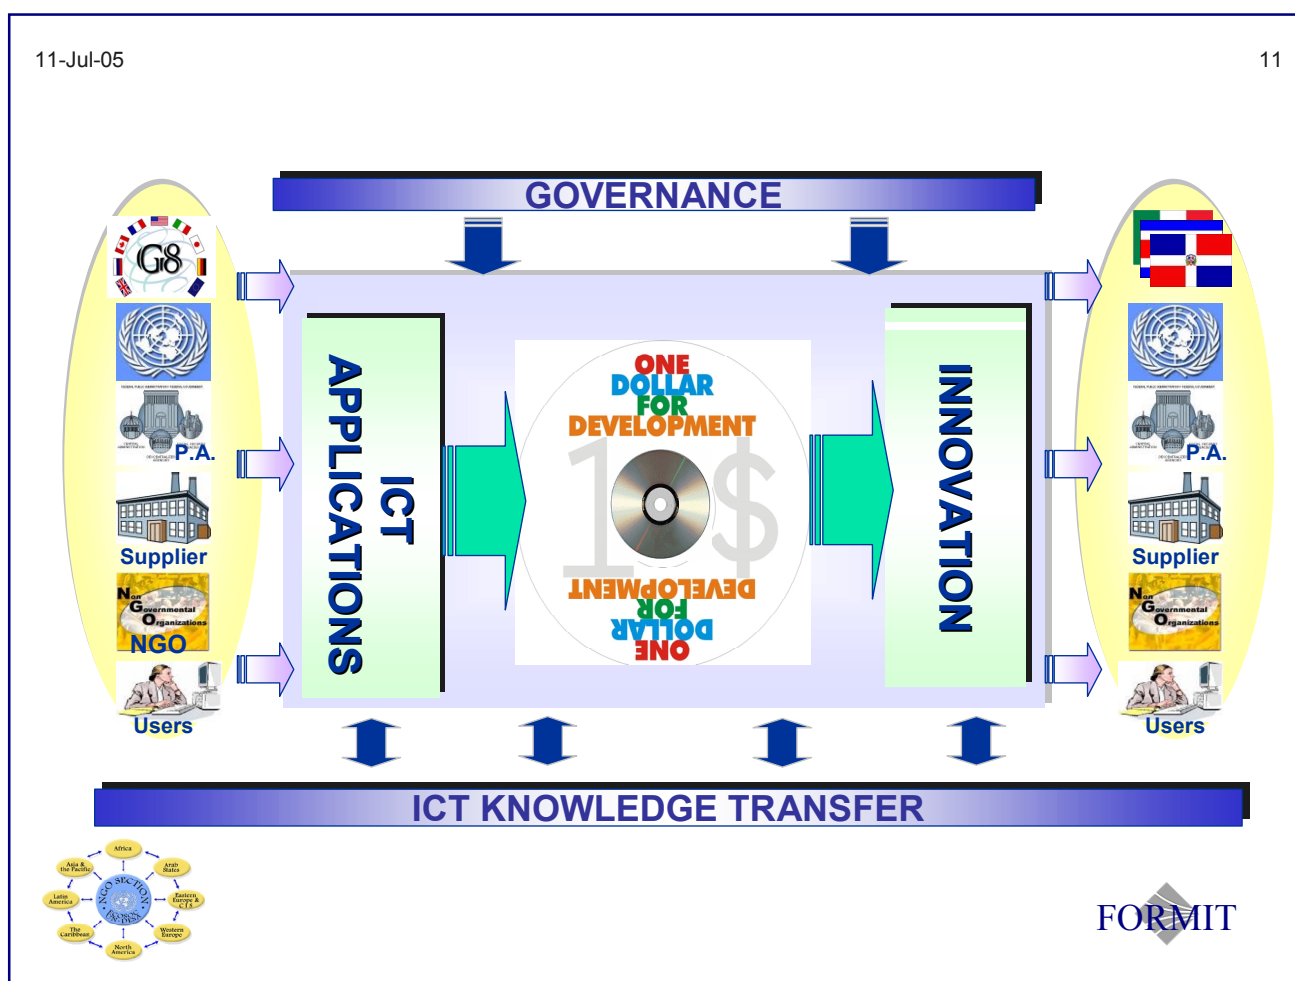 11-Jul-05
11
GOVERNANCE
G8
P.A.
Supplier
Non
Governmental
Organizations
NGO
Users
ICT
APPLICATIONS
ONE
DOLLAR
FOR
DEVELOPMENT
1$
DEVELOPMENT
FOR
DOLLAR
ONE
INNOVATION
P.A.
Supplier
Non
Governmental
Organizations
Users
ICT KNOWLEDGE TRANSFER
Africa
Asia &
the Pacific
Arab
States
Latin
America
NGO SECTION
Eastern
Europe &
CIS
The
Caribbean
Western
Europe
North
America
FORMIT